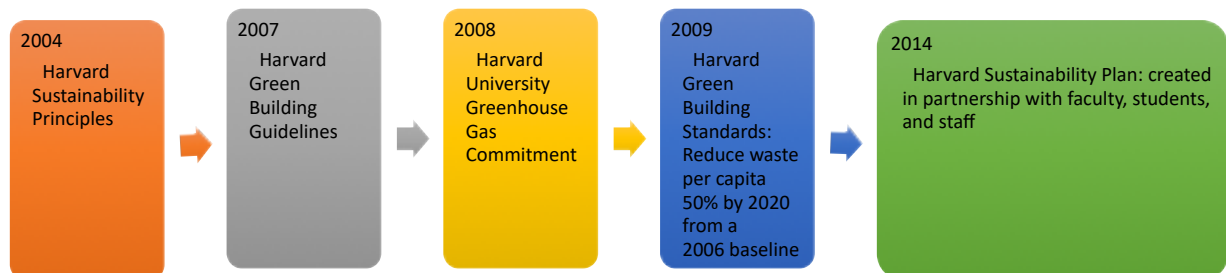 2004
Harvard
Sustainability
Principles
2007
Harvard
Green
Building
Guidelines
2008
Harvard
University
Greenhouse
Gas
Commitment
2009
Harvard
Green
Building
Standards:
Reduce waste
per capita
50% by 2020
from a
2006 baseline
2014
Harvard Sustainability Plan: created
in partnership with faculty, students,
and staff